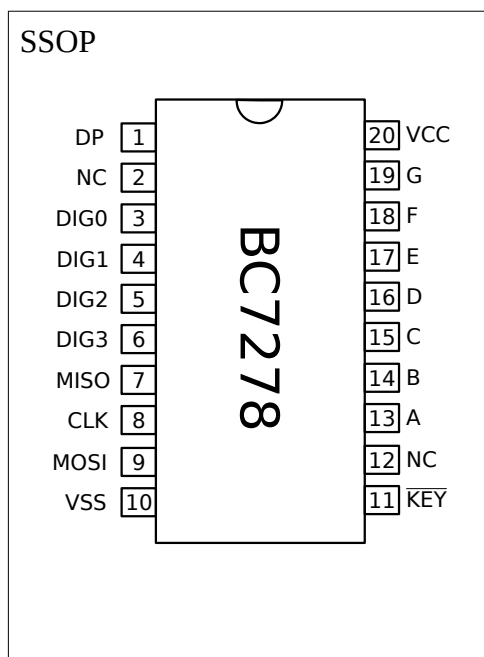 SSOP
DP 1
NC 2
DIG0 3
DIG1 4
DIG2 5
DIG3 6
MISO 7
CLK 8
MOSI 9
VSS 10
BC7278
20 VCC
19 G
18 F
17 E
16 D
15 C
14 B
13 A
12 NC
11 K̅E̅Y̅